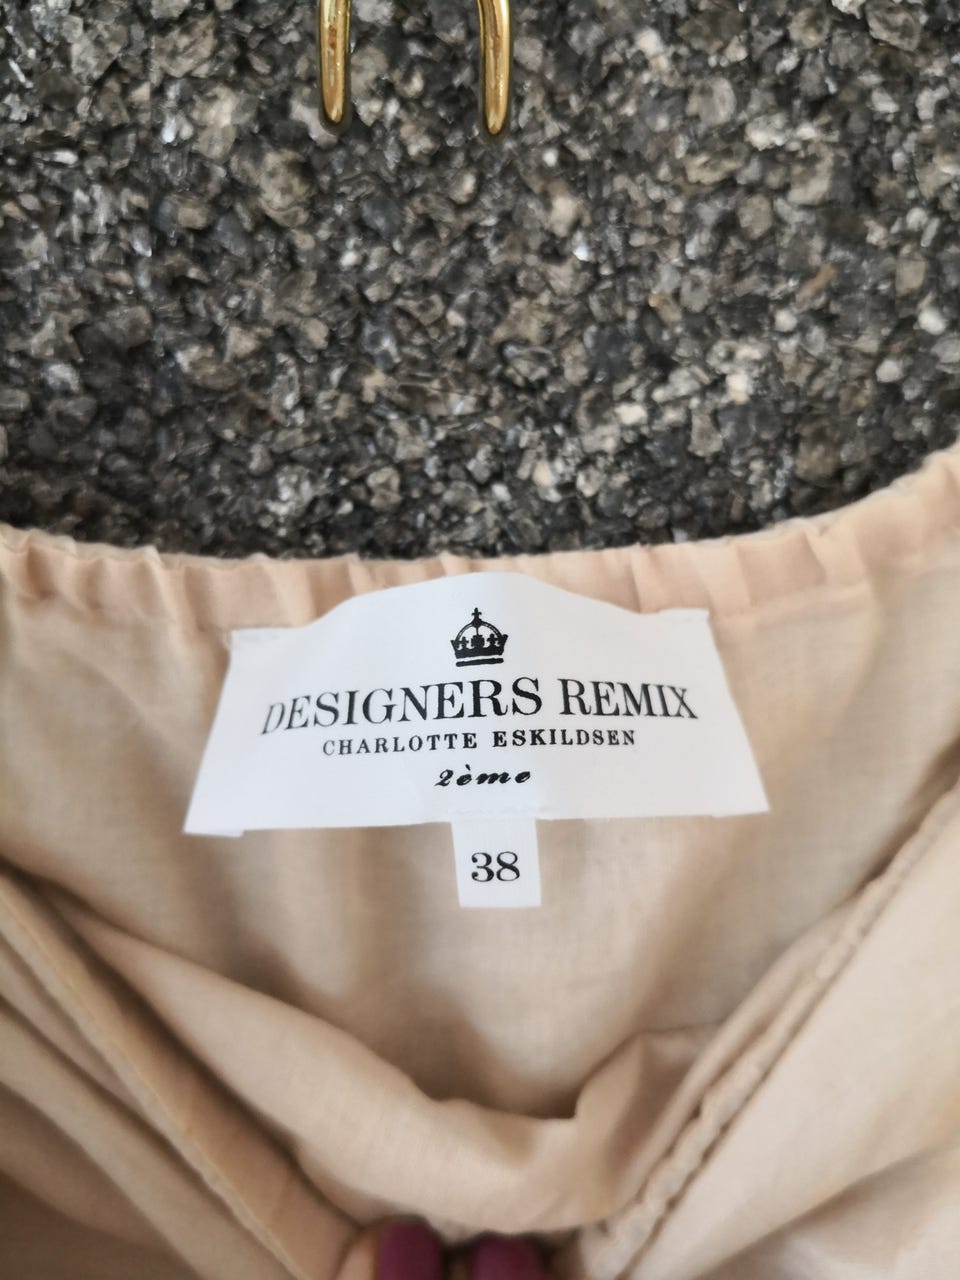 DESIGNERS REMIX
CHARLOTTE ESKILDSEN
2ème
38